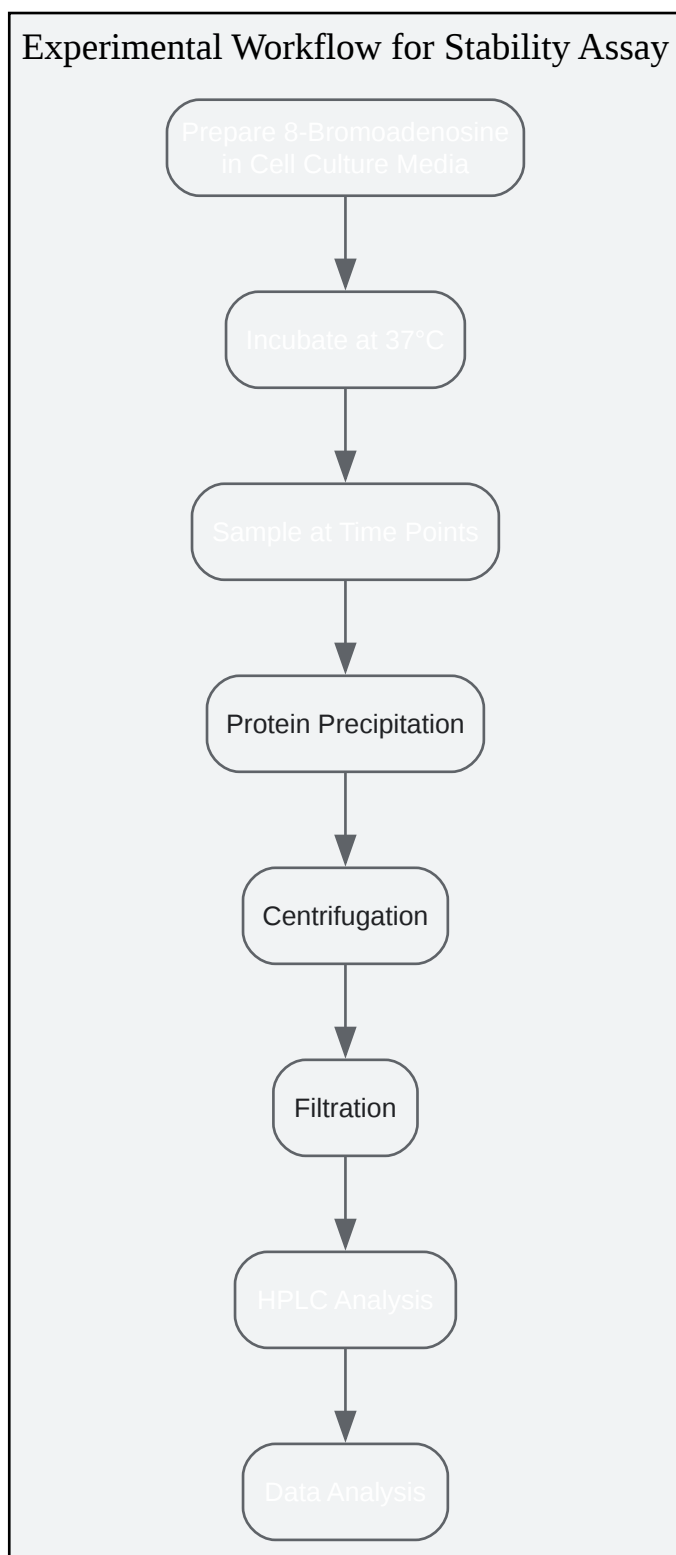 Experimental Workflow for Stability Assay
Prepare 8-Bromoadenosine
in Cell Culture Media
Incubate at 37°C
Sample at Time Points
Protein Precipitation
Centrifugation
Filtration
HPLC Analysis
Data Analysis